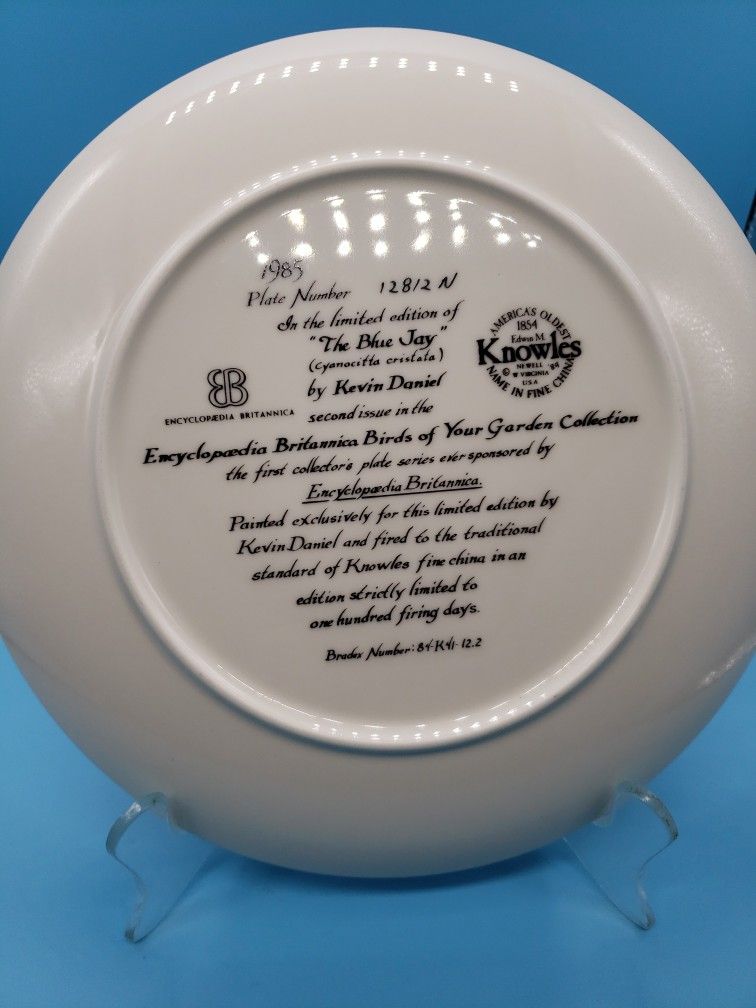 1985
Plate Number 12812 N
In the limited edition of
"The Blue Jay"
(cyanocitta cristata)
by Kevin Daniel
second issue in the
Encyclopædia Britannica Birds of Your Garden Collection
the first collector's plate series ever sponsored by
Encyclopædia Britannica.
Painted exclusively for this limited edition by
Kevin Daniel and fired to the traditional
standard of Knowles fine china in an
edition strictly limited to
one hundred firing days.
Bradex Number: 84-K41-12.2
EB
ENCYCLOPÆDIA BRITANNICA
AMERICA'S OLDEST
1854
Edwin M.
Knowles
NEWELL '84
© W VIRGINIA
U.S.A
NAME IN FINE CHINA